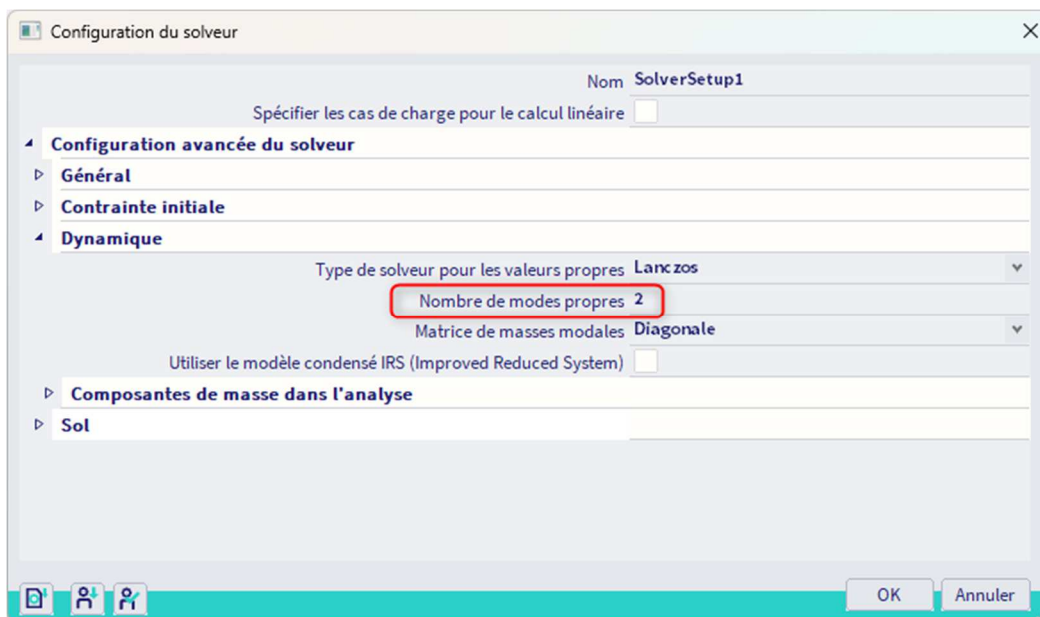 Configuration du solveur
Nom SolverSetup1
Spécifier les cas de charge pour le calcul linéaire
Configuration avancée du solveur
Général
Contrainte initiale
Dynamique
Type de solveur pour les valeurs propres Lanczos
Nombre de modes propres 2
Matrice de masses modales Diagonale
Utiliser le modèle condensé IRS (Improved Reduced System)
Composantes de masse dans l'analyse
Sol
OK Annuler